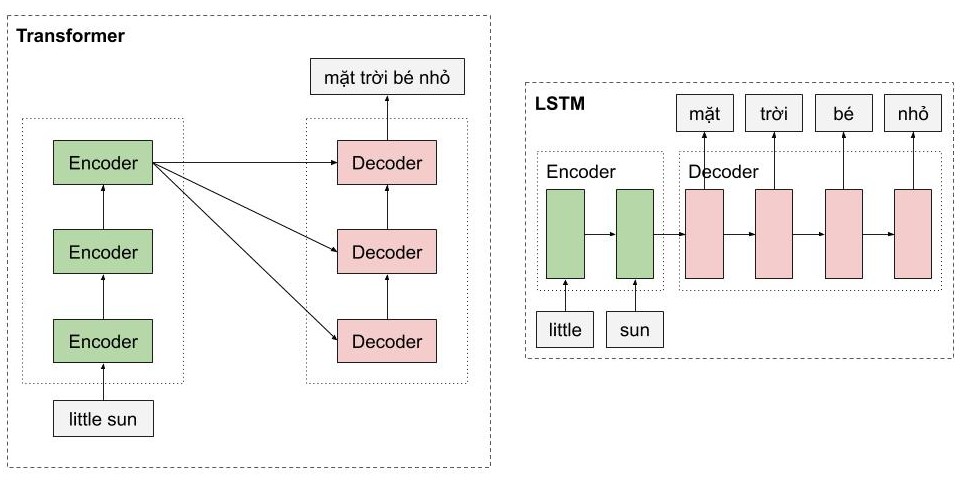 Transformer
mặt trời bé nhỏ
Encoder
Decoder
Encoder
Decoder
Encoder
Decoder
little sun
LSTM
mặt
trời
bé
nhỏ
Encoder
Decoder
little
sun